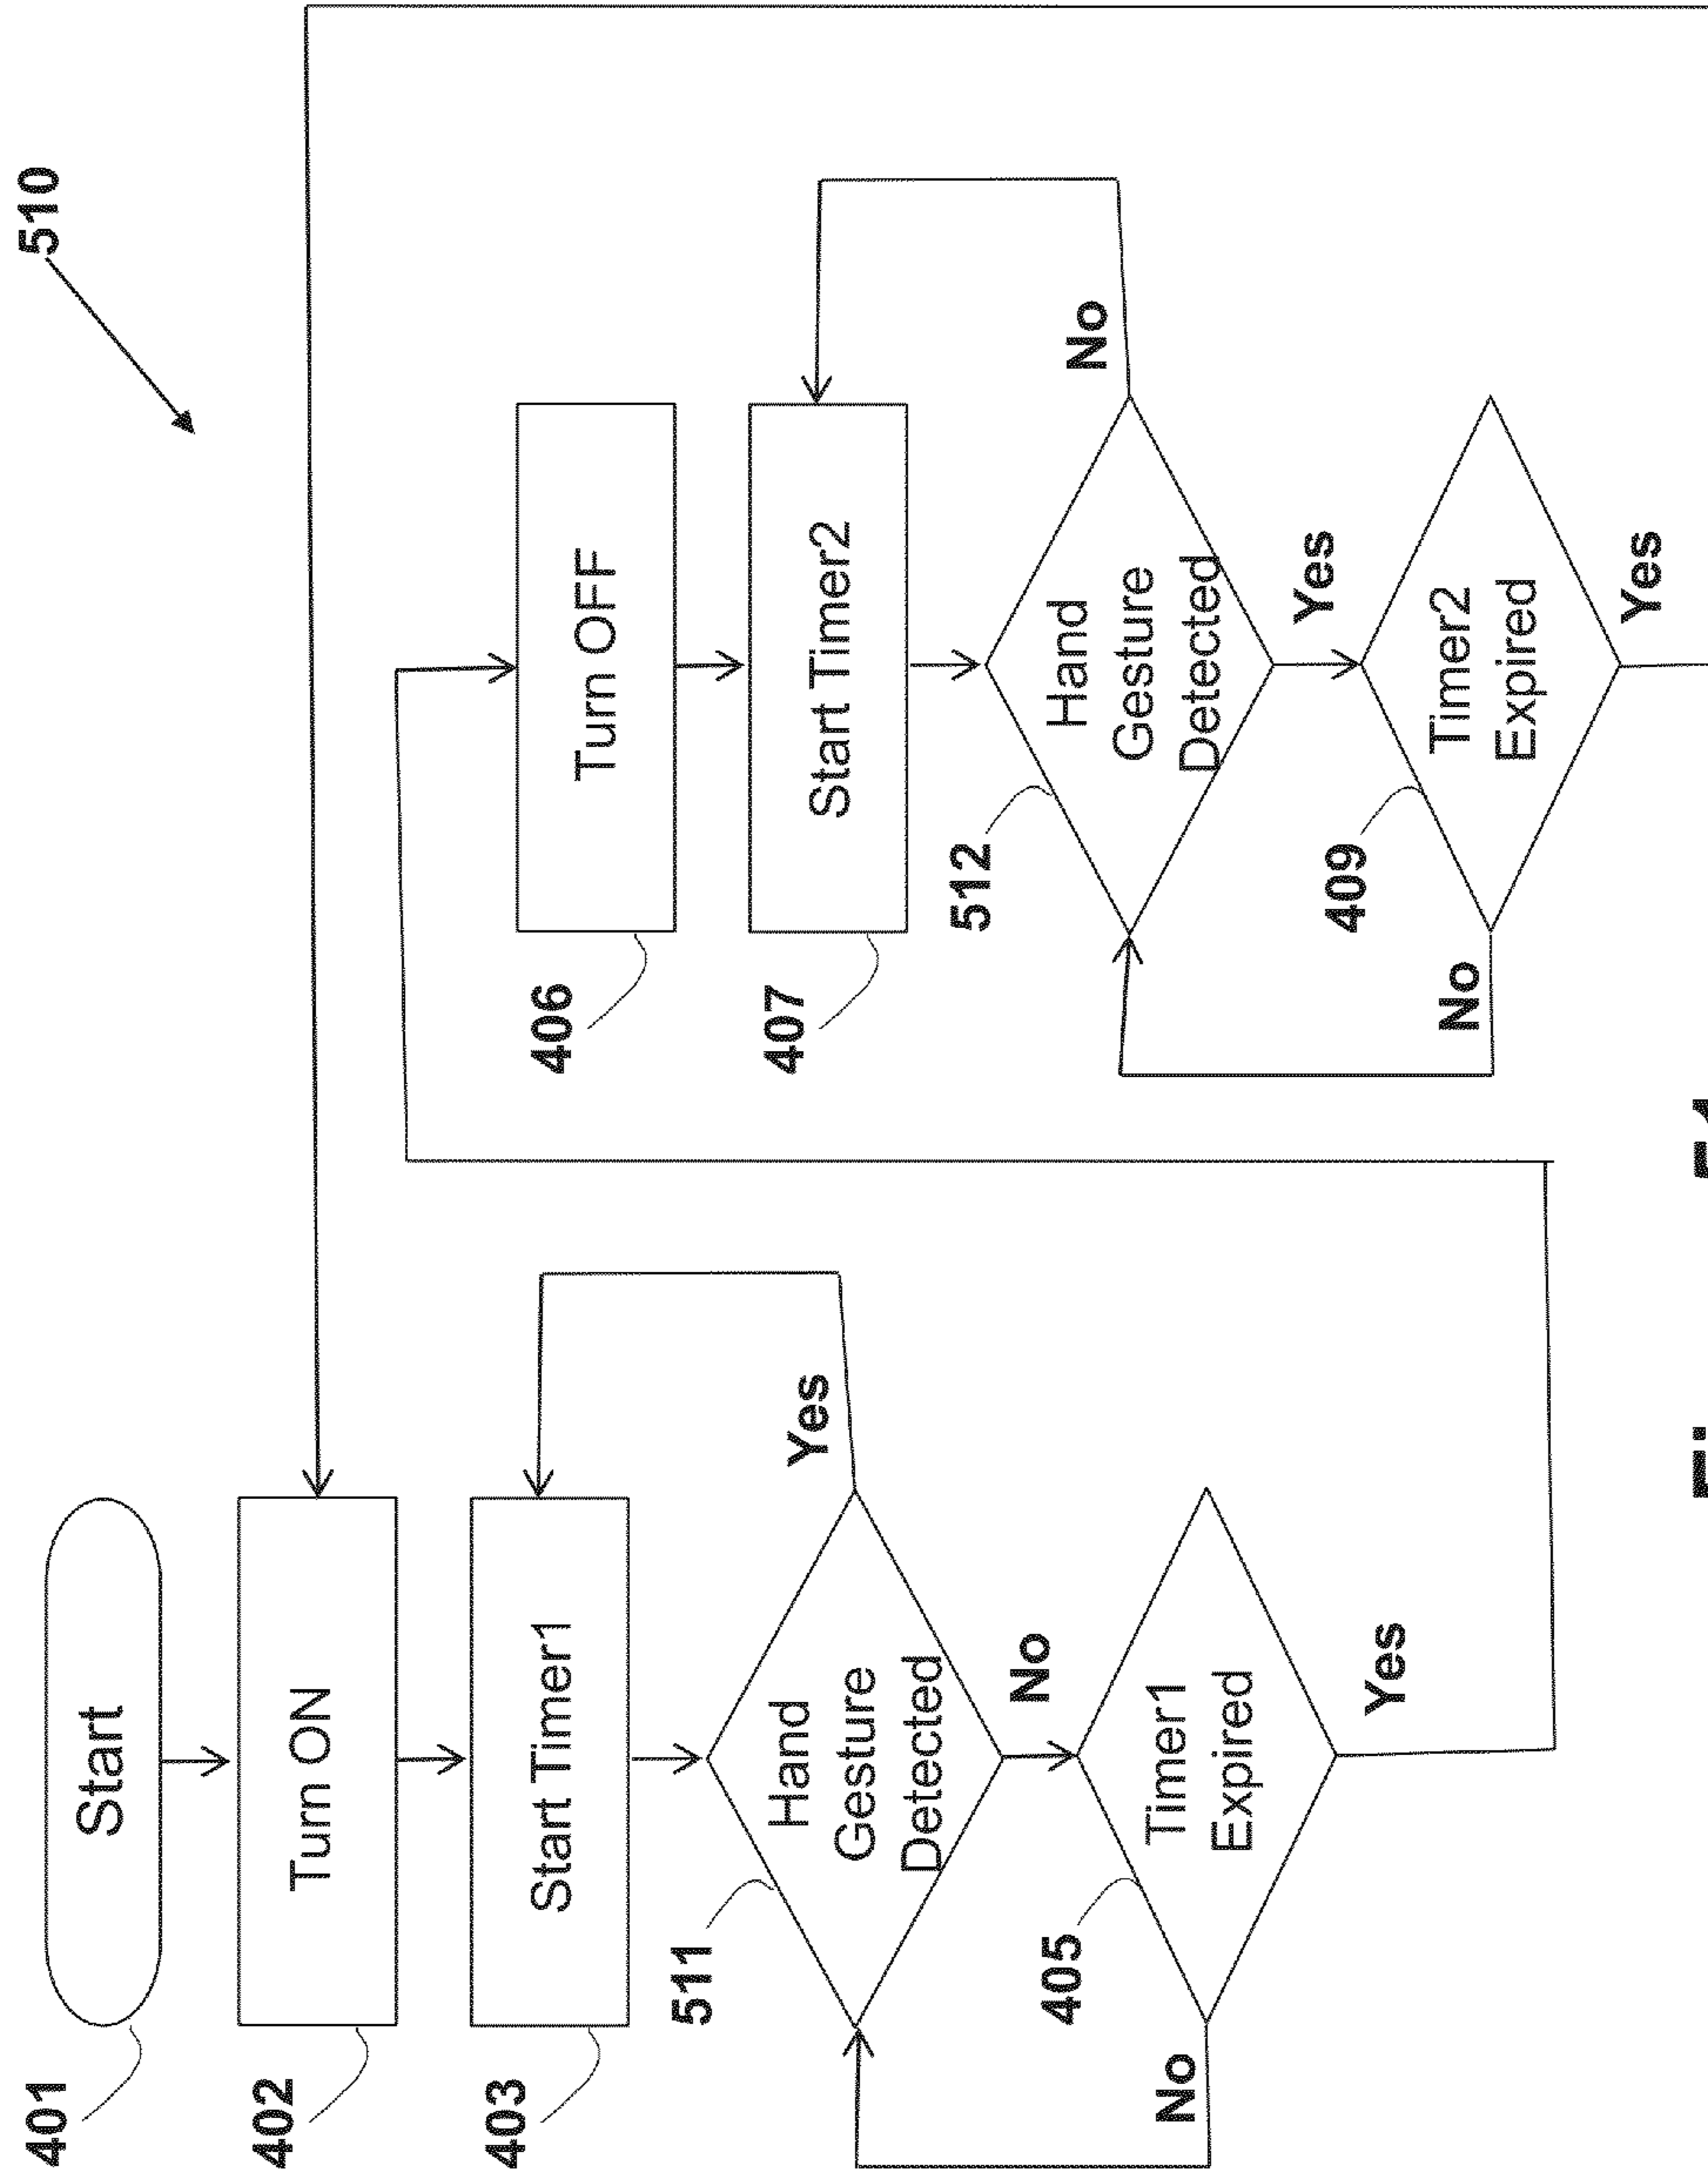 510
401
Start
402
Turn ON
403
Start Timer1
511
Hand
Gesture
Detected
Yes
No
405
Timer1
Expired
No
Yes
406
Turn OFF
407
Start Timer2
512
Hand
Gesture
Detected
No
Yes
409
Timer2
Expired
No
Yes